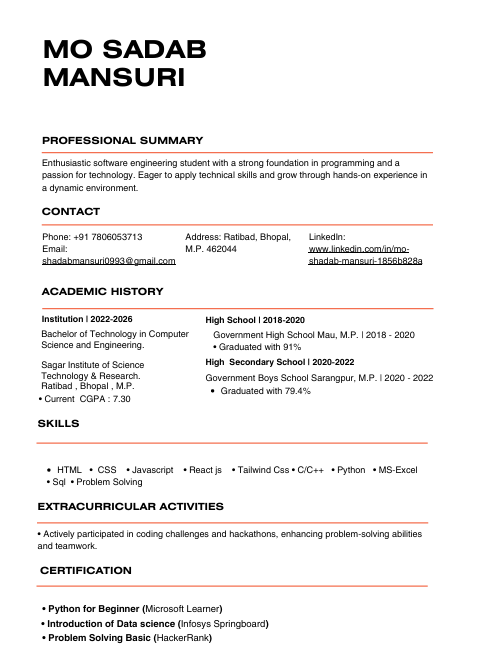 MO SADAB
MANSURI
PROFESSIONAL SUMMARY
Enthusiastic software engineering student with a strong foundation in programming and a
passion for technology. Eager to apply technical skills and grow through hands-on experience in
a dynamic environment.
CONTACT
Phone: +91 7806053713
Email:
shadabmansuri0993@gmail.com
Address: Ratibad, Bhopal,
M.P. 462044
LinkedIn:
www.linkedin.com/in/mo-
shadab-mansuri-1856b828a
ACADEMIC HISTORY
Institution | 2022-2026
Bachelor of Technology in Computer
Science and Engineering.
Sagar Institute of Science
Technology & Research.
Ratibad , Bhopal , M.P.
• Current CGPA : 7.30
High School | 2018-2020
Government High School Mau, M.P. | 2018 - 2020
• Graduated with 91%
High Secondary School | 2020-2022
Government Boys School Sarangpur, M.P. | 2020 - 2022
• Graduated with 79.4%
SKILLS
• HTML • CSS • Javascript • React js • Tailwind Css • C/C++ • Python • MS-Excel
• Sql • Problem Solving
EXTRACURRICULAR ACTIVITIES
• Actively participated in coding challenges and hackathons, enhancing problem-solving abilities
and teamwork.
CERTIFICATION
• Python for Beginner (Microsoft Learner)
• Introduction of Data science (Infosys Springboard)
• Problem Solving Basic (HackerRank)